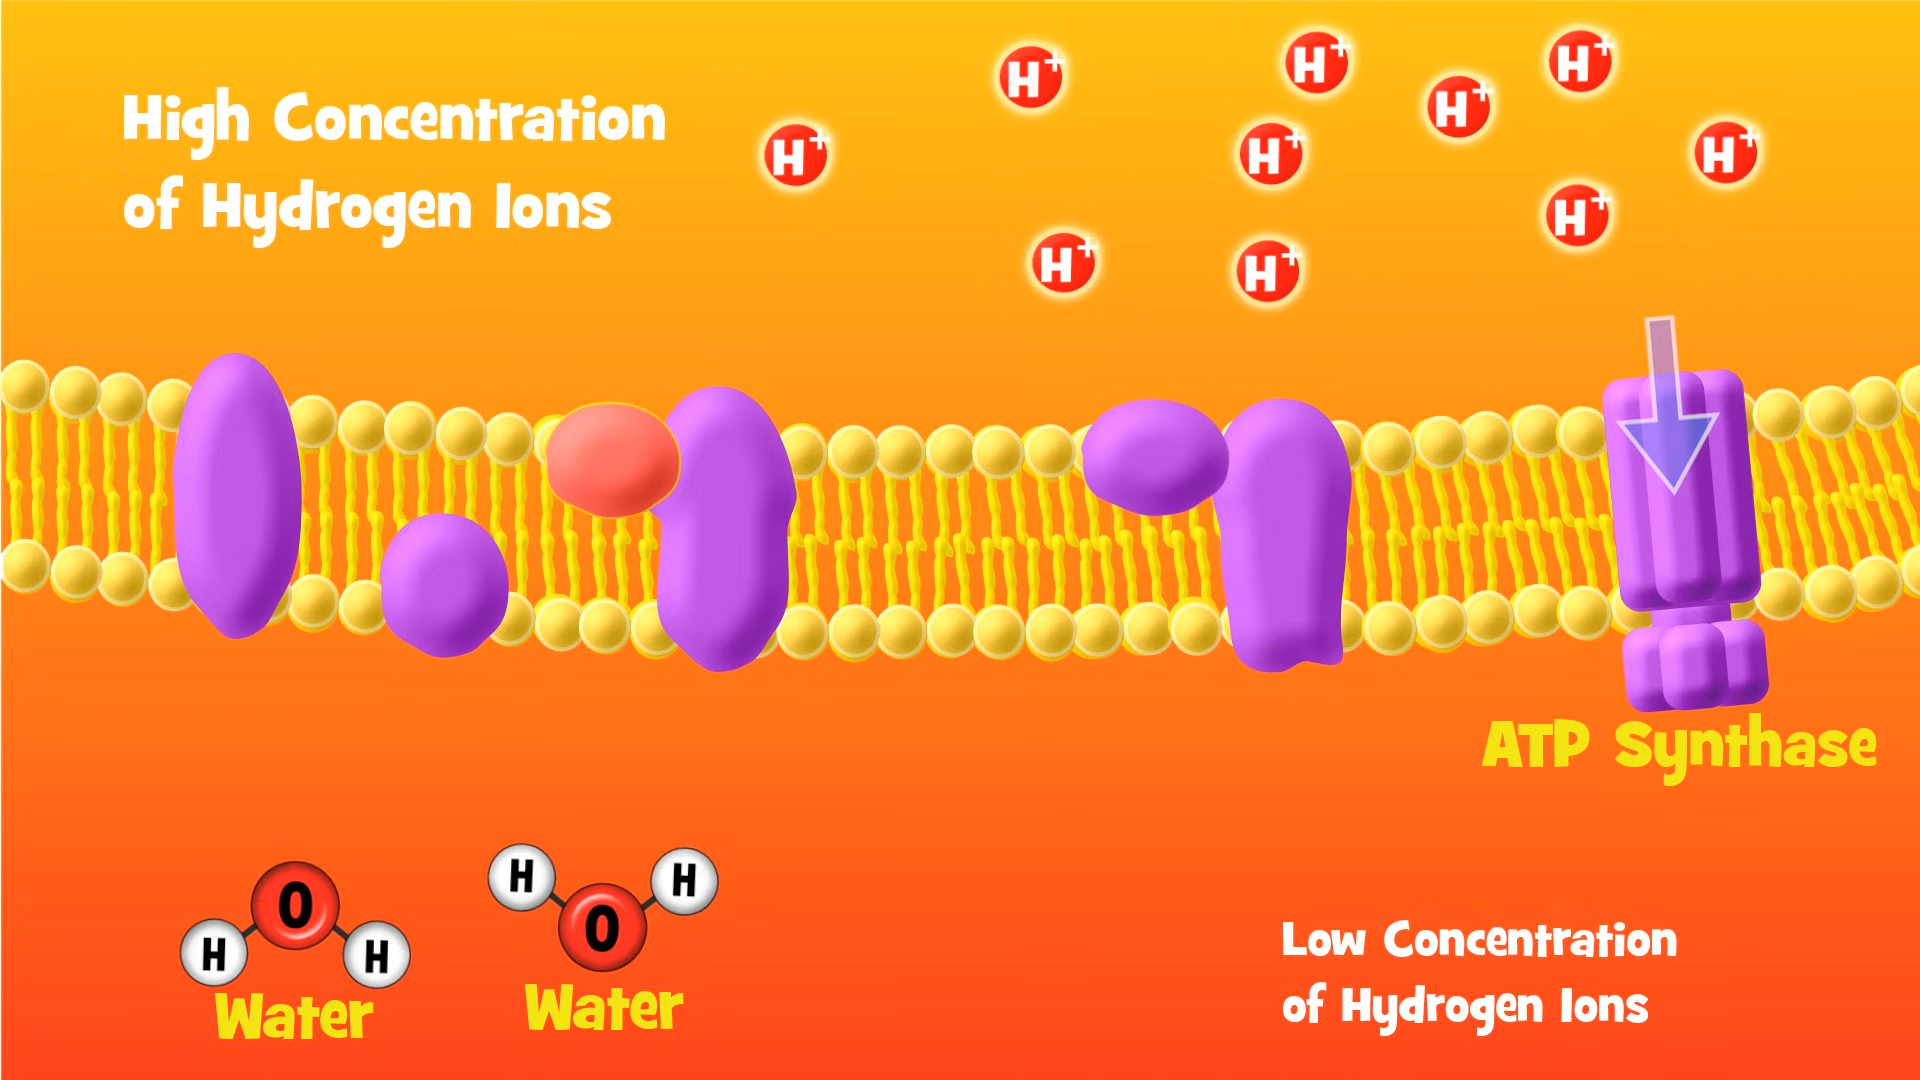 High Concentration
of Hydrogen Ions
H+
H+
H+
H+
H+
H+
H+
H+
H+
H+
ATP Synthase
H
O
H
Water
H
O
H
Water
Low Concentration
of Hydrogen Ions